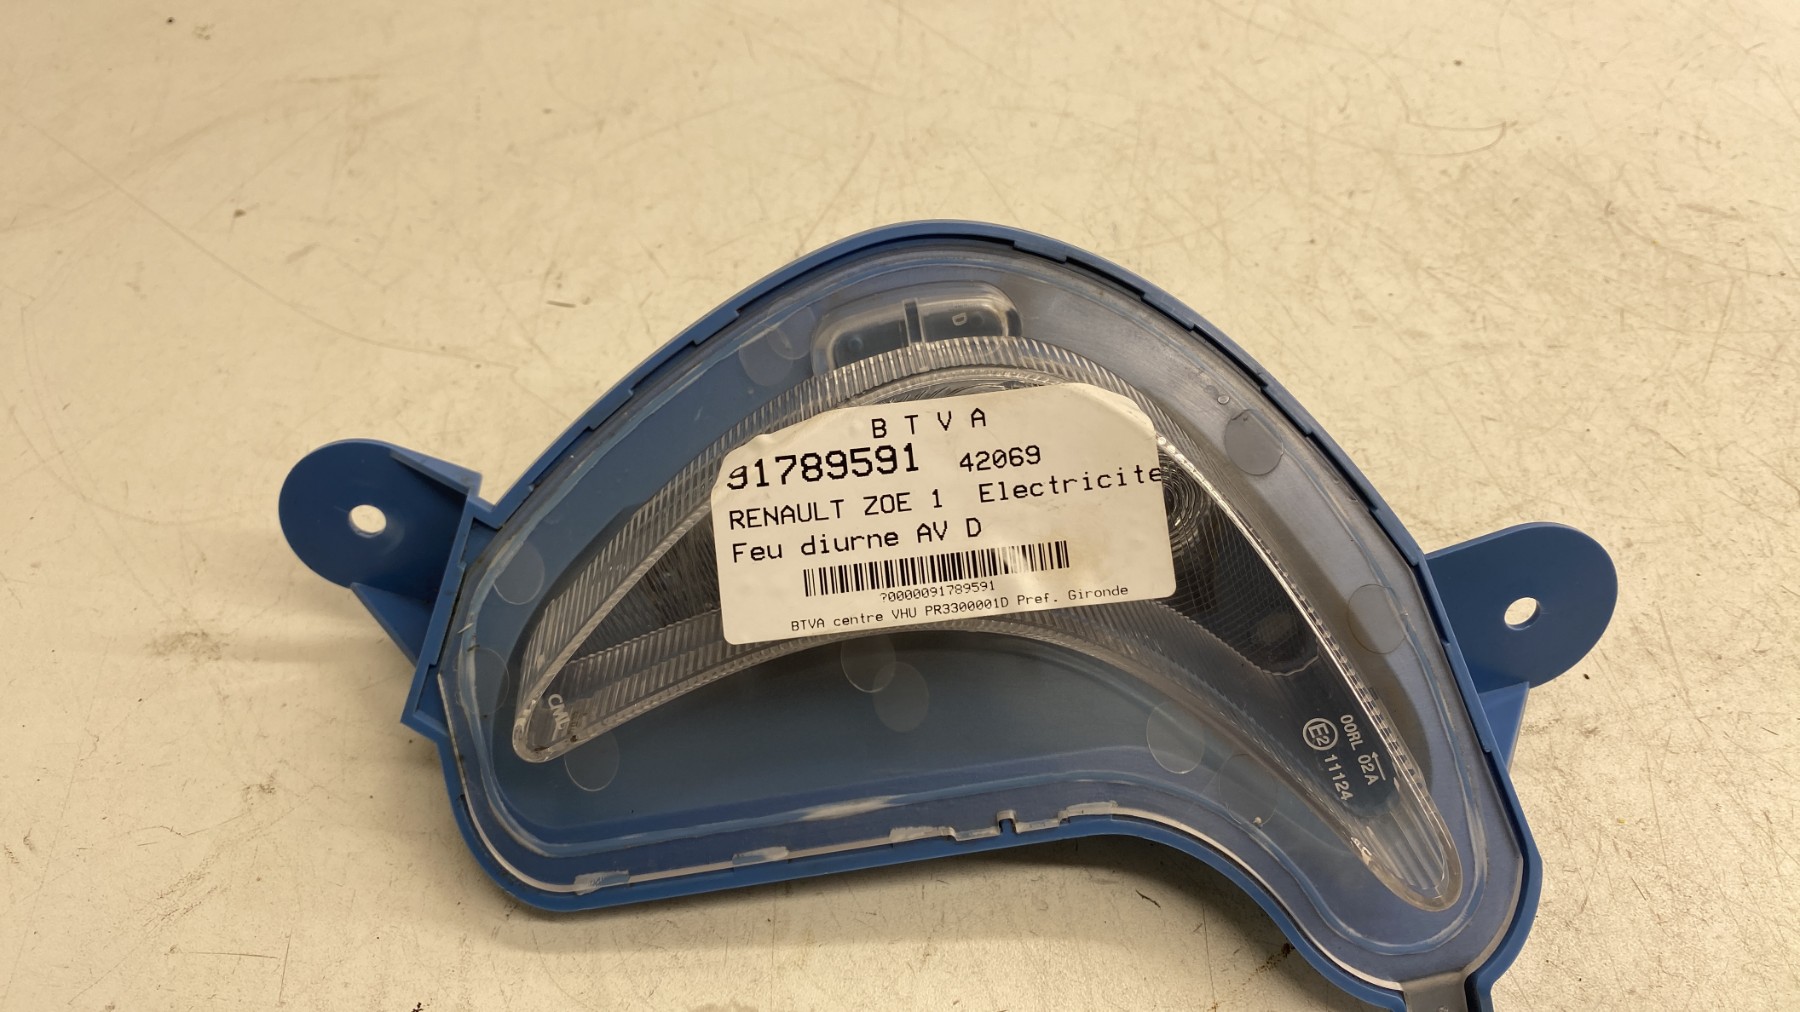 D
B T V A
91789591 42069
RENAULT ZOE 1 Electricite
Feu diurne AV D
?0000091789591
BTVA centre VHU PR3300001D Pref. Gironde
CML
00RL 02A
E2 11124